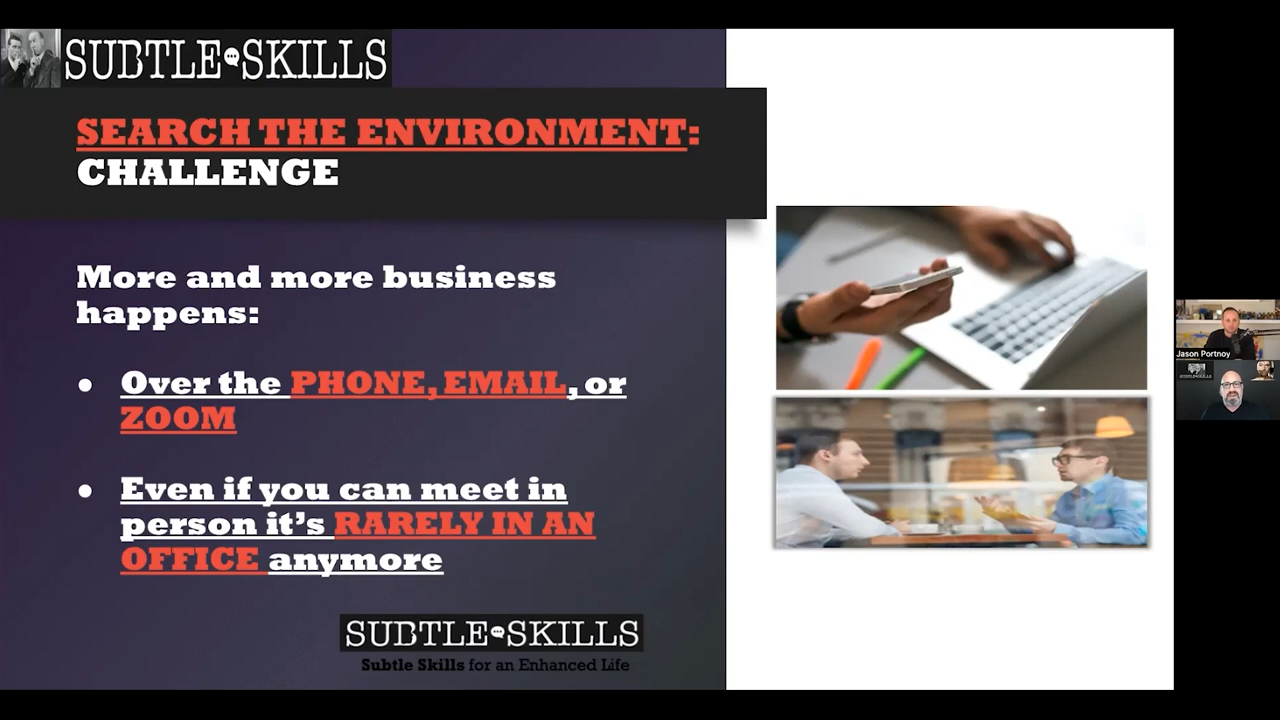 SUBTLE SKILLS
SEARCH THE ENVIRONMENT:
CHALLENGE
More and more business
happens:
• Over the PHONE, EMAIL, or
ZOOM
• Even if you can meet in
person it's RARELY IN AN
OFFICE anymore
SUBTLE SKILLS
Subtle Skills for an Enhanced Life
Jason Portnoy
SUBTLE SKILLS